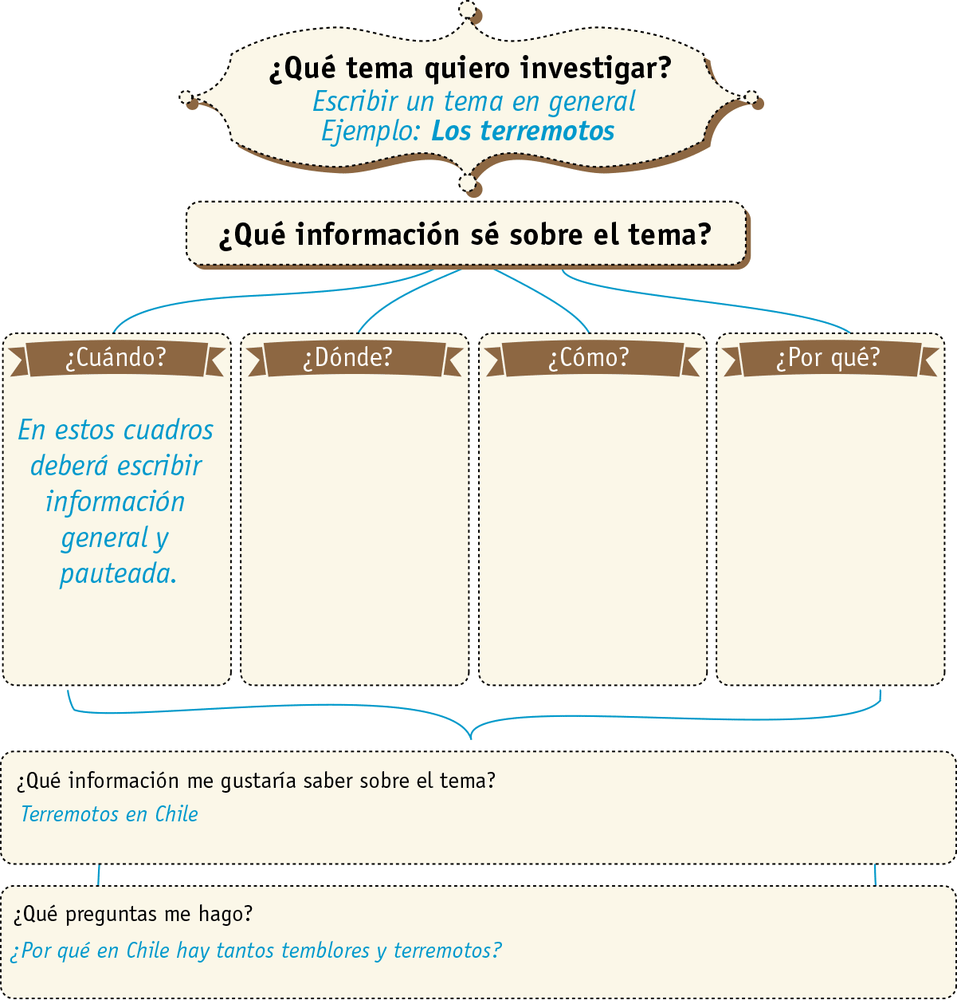 ¿Qué tema quiero investigar?
Escribir un tema en general
Ejemplo: Los terremotos
¿Qué información sé sobre el tema?
¿Cuándo?
En estos cuadros
deberá escribir
información
general y
pauteada.
¿Dónde?
¿Cómo?
¿Por qué?
¿Qué información me gustaría saber sobre el tema?
Terremotos en Chile
¿Qué preguntas me hago?
¿Por qué en Chile hay tantos temblores y terremotos?